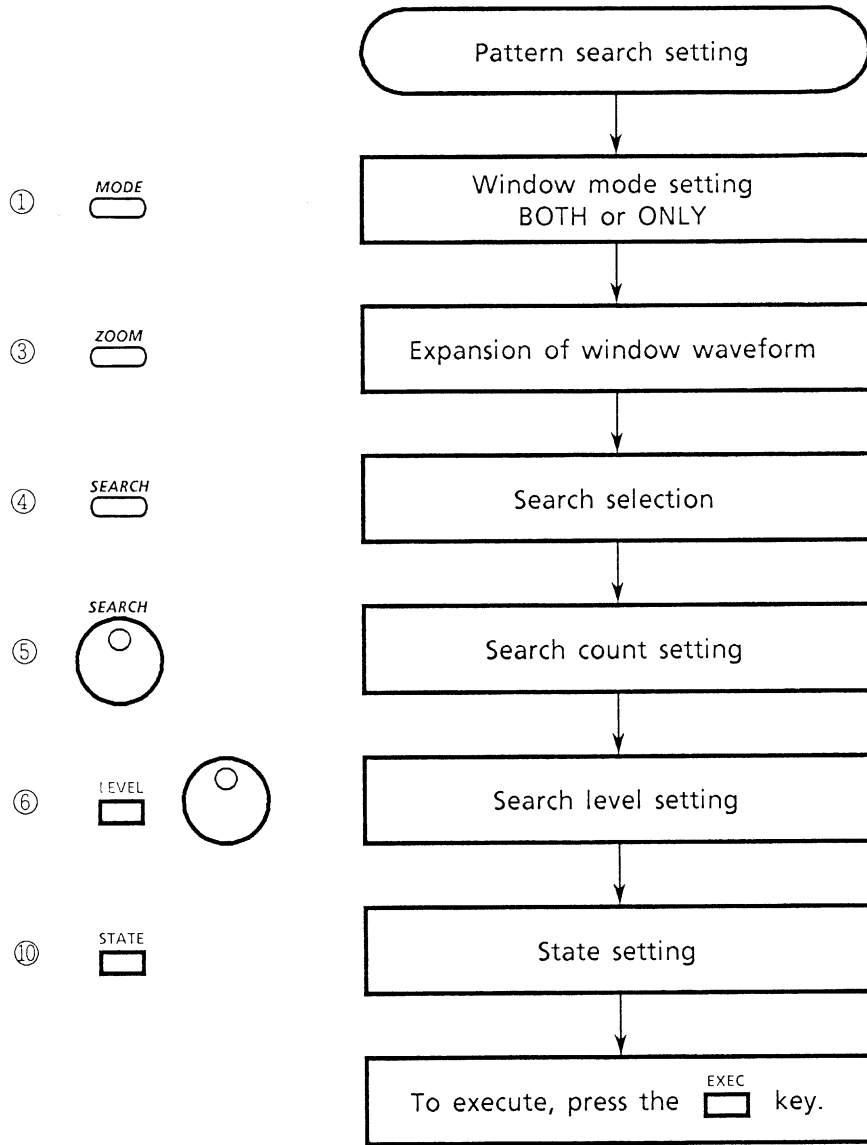 Pattern search setting
① MODE
Window mode setting
BOTH or ONLY
③ ZOOM
Expansion of window waveform
④ SEARCH
Search selection
SEARCH
⑤
Search count setting
⑥ LEVEL
Search level setting
⑩ STATE
State setting
EXEC
To execute, press the key.